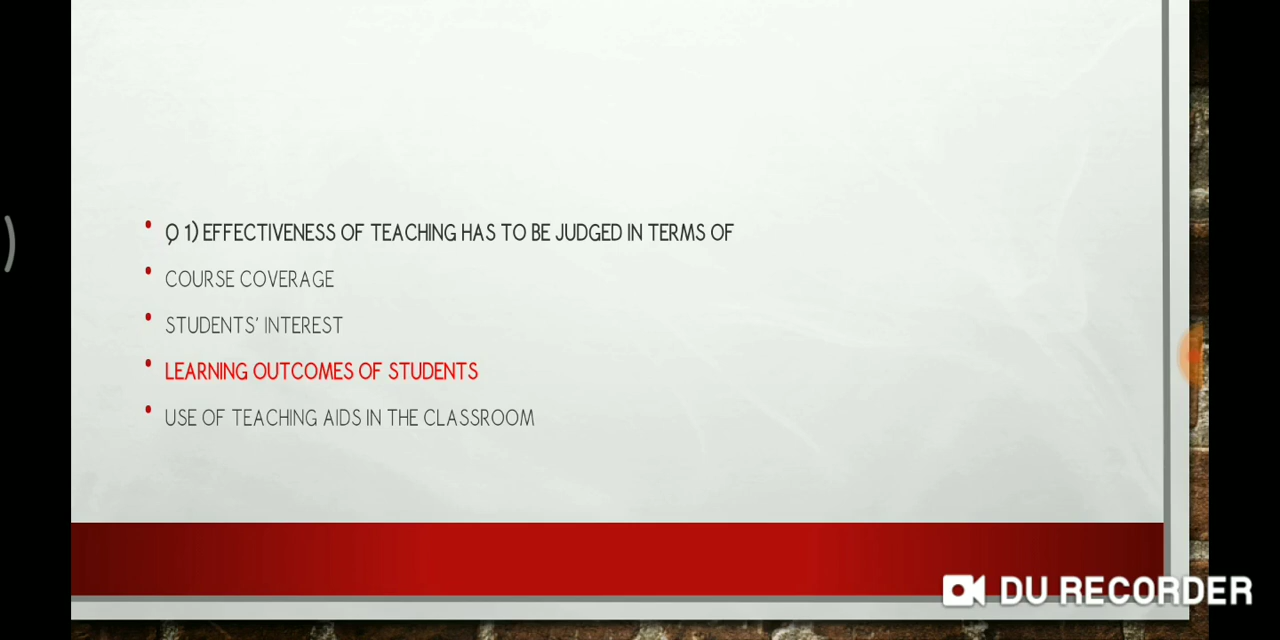 Q 1) EFFECTIVENESS OF TEACHING HAS TO BE JUDGED IN TERMS OF
COURSE COVERAGE
STUDENTS' INTEREST
LEARNING OUTCOMES OF STUDENTS
USE OF TEACHING AIDS IN THE CLASSROOM
DU RECORDER